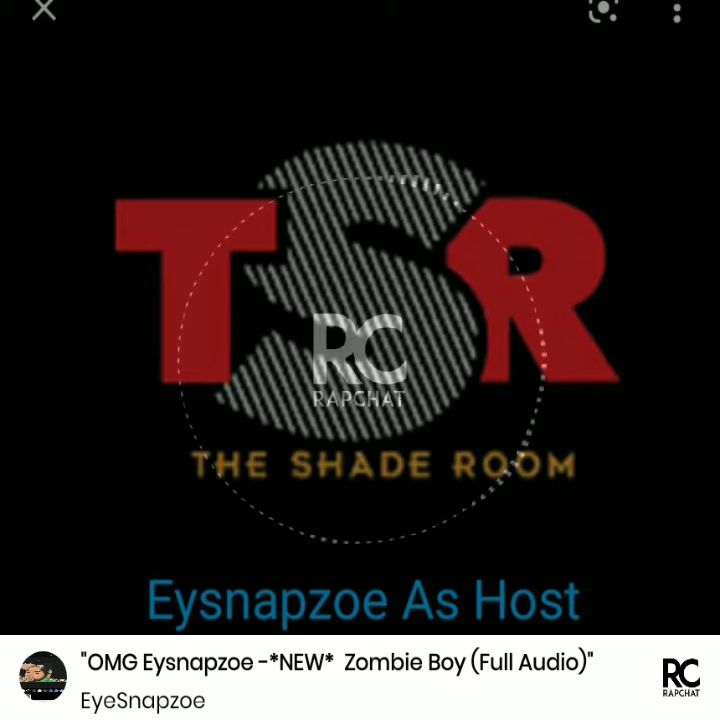 TSR
RC
RAPCHAT
THE SHADE ROOM
Eysnapzoe As Host
"OMG Eysnapzoe -*NEW*  Zombie Boy (Full Audio)"
EyeSnapzoe
RC
RAPCHAT